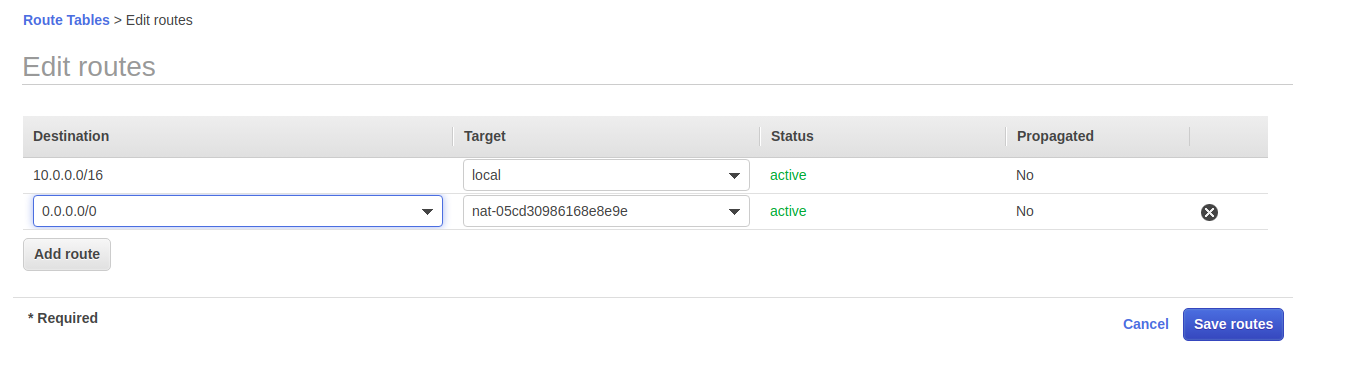 Route Tables > Edit routes
Edit routes
Destination Target Status Propagated
10.0.0.0/16 local active No
0.0.0.0/0 nat-05cd30986168e8e9e active No
Add route
* Required
Cancel Save routes